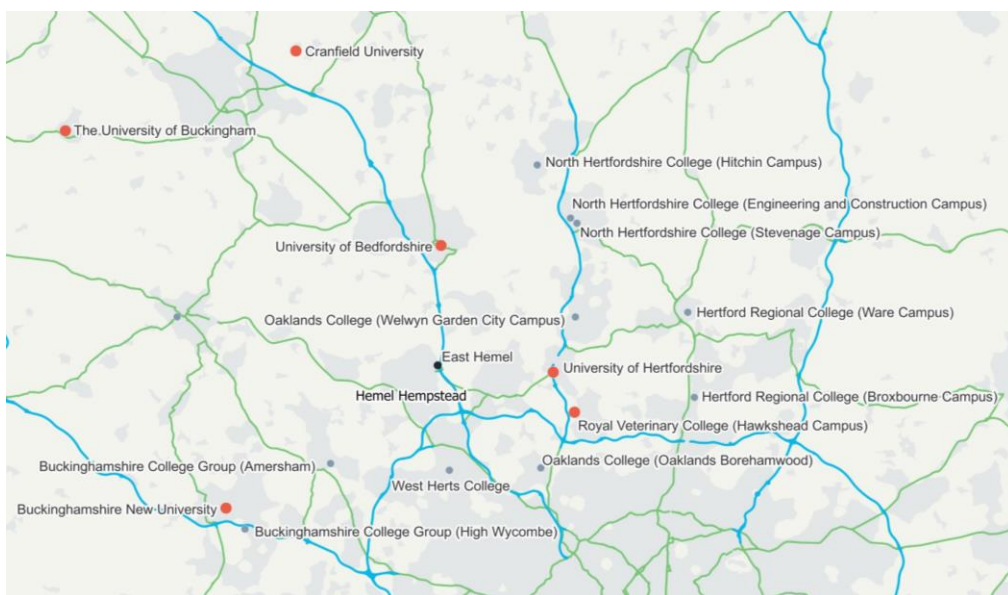 Cranfield University
The University of Buckingham
North Hertfordshire College (Hitchin Campus)
North Hertfordshire College (Engineering and Construction Campus)
North Hertfordshire College (Stevenage Campus)
University of Bedfordshire
Oaklands College (Welwyn Garden City Campus)
Hertford Regional College (Ware Campus)
East Hemel
University of Hertfordshire
Hemel Hempstead
Hertford Regional College (Broxbourne Campus)
Royal Veterinary College (Hawkshead Campus)
Buckinghamshire College Group (Amersham)
Oaklands College (Oaklands Borehamwood)
West Herts College
Buckinghamshire New University
Buckinghamshire College Group (High Wycombe)